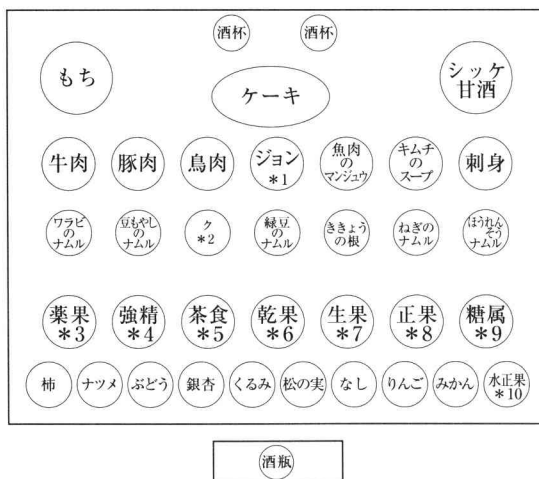 酒杯 酒杯
もち
ケーキ
シッケ
甘酒
牛肉
豚肉
鳥肉
ジョン
*1
魚肉
の
マンジュウ
キムチ
の
スープ
刺身
ワラビ
の
ナムル
豆もやし
の
ナムル
ク
*2
緑豆
の
ナムル
ききょう
の根
ねぎの
ナムル
ほうれん
そう
ナムル
薬果
*3
強精
*4
茶食
*5
乾果
*6
生果
*7
正果
*8
糖属
*9
柿 ナツメ ぶどう 銀杏 くるみ 松の実 なし りんご みかん
水正果
*10
酒瓶